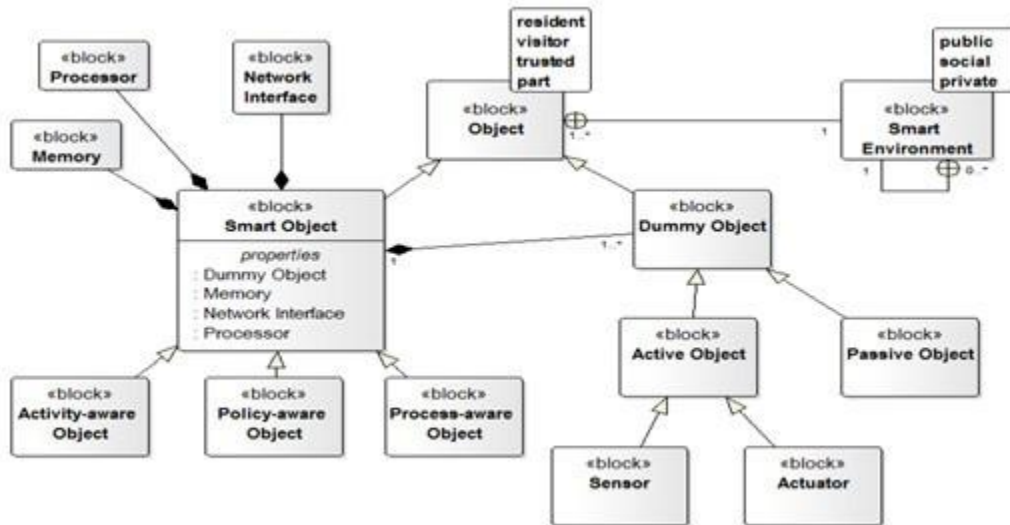 resident
visitor
trusted
part
public
social
private
«block»
Processor
«block»
Network
Interface
«block»
Object
1..*
1
«block»
Smart
Environment
1
0..*
«block»
Memory
«block»
Smart Object
properties
: Dummy Object
: Memory
: Network Interface
: Processor
1
1..*
«block»
Dummy Object
«block»
Active Object
«block»
Passive Object
«block»
Activity-aware
Object
«block»
Policy-aware
Object
«block»
Process-aware
Object
«block»
Sensor
«block»
Actuator